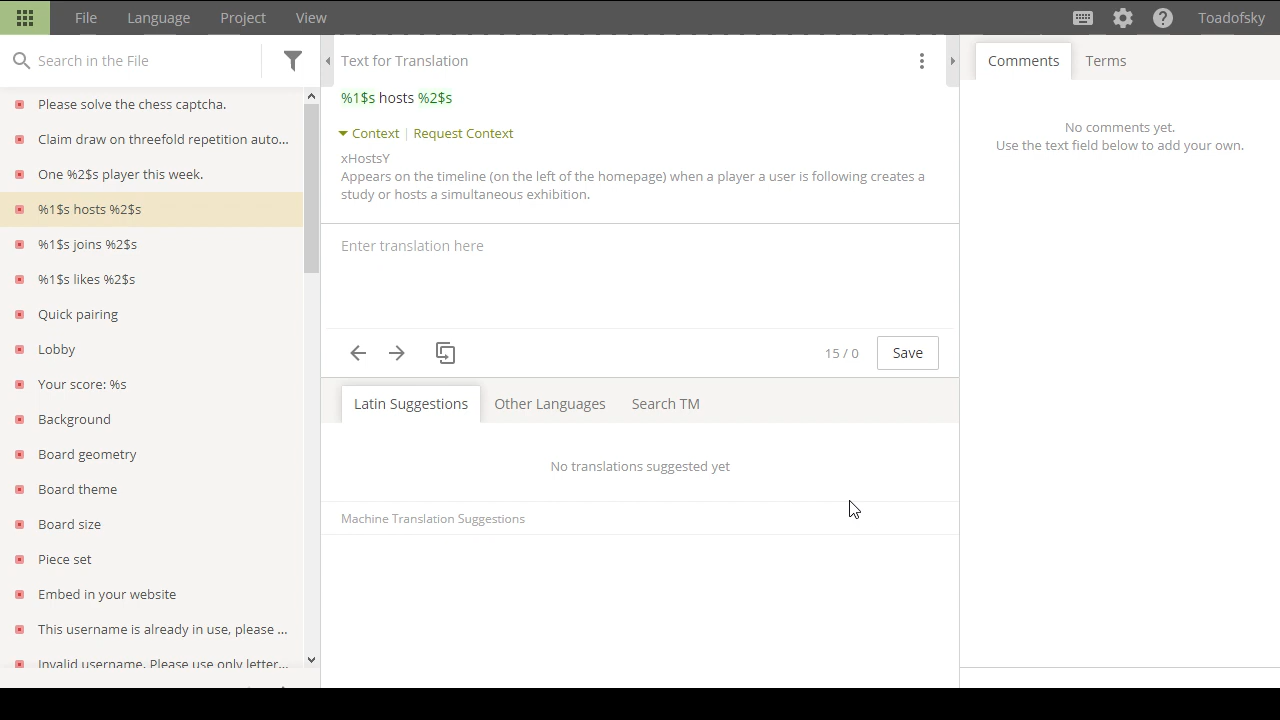 File Language Project View Toadofsky
Search in the File
Please solve the chess captcha.
Claim draw on threefold repetition auto...
One %2$s player this week.
%1$s hosts %2$s
%1$s joins %2$s
%1$s likes %2$s
Quick pairing
Lobby
Your score: %s
Background
Board geometry
Board theme
Board size
Piece set
Embed in your website
This username is already in use, please ...
Invalid username. Please use only letter...
Text for Translation
%1$s hosts %2$s
Context | Request Context
xHostsY
Appears on the timeline (on the left of the homepage) when a player a user is following creates a
study or hosts a simultaneous exhibition.
Enter translation here
15 / 0 Save
Latin Suggestions Other Languages Search TM
No translations suggested yet
Machine Translation Suggestions
Comments Terms
No comments yet.
Use the text field below to add your own.